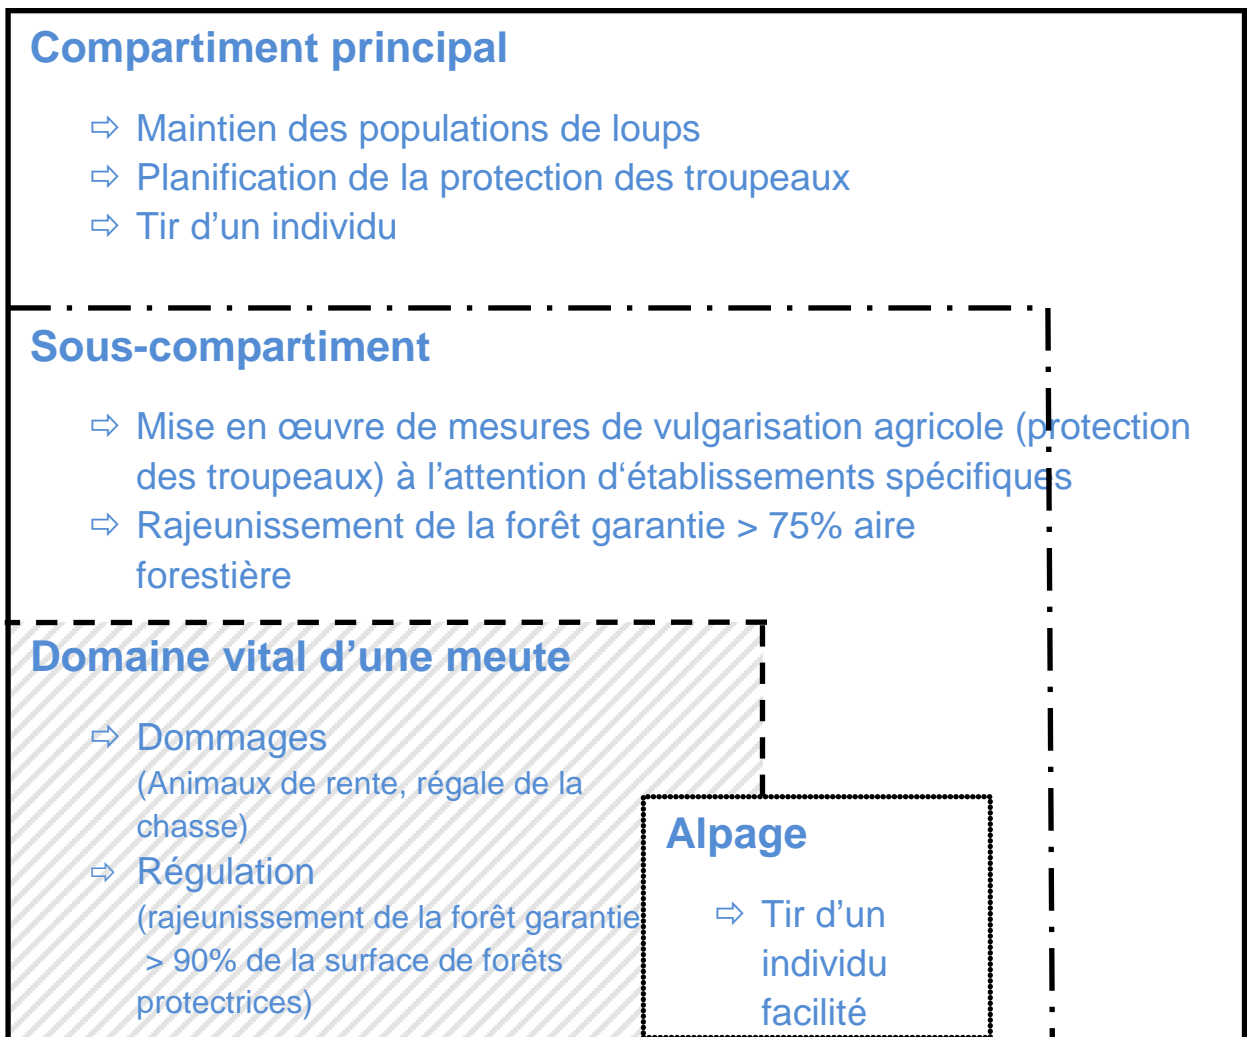 Compartiment principal
⇨ Maintien des populations de loups
⇨ Planification de la protection des troupeaux
⇨ Tir d’un individu
Sous-compartiment
⇨ Mise en œuvre de mesures de vulgarisation agricole (protection
des troupeaux) à l’attention d‘établissements spécifiques
⇨ Rajeunissement de la forêt garantie > 75% aire
forestière
Domaine vital d’une meute
⇨ Dommages
(Animaux de rente, régale de la
chasse)
⇨ Régulation
(rajeunissement de la forêt garantie
> 90% de la surface de forêts
protectrices)
Alpage
⇨ Tir d’un
individu
facilité